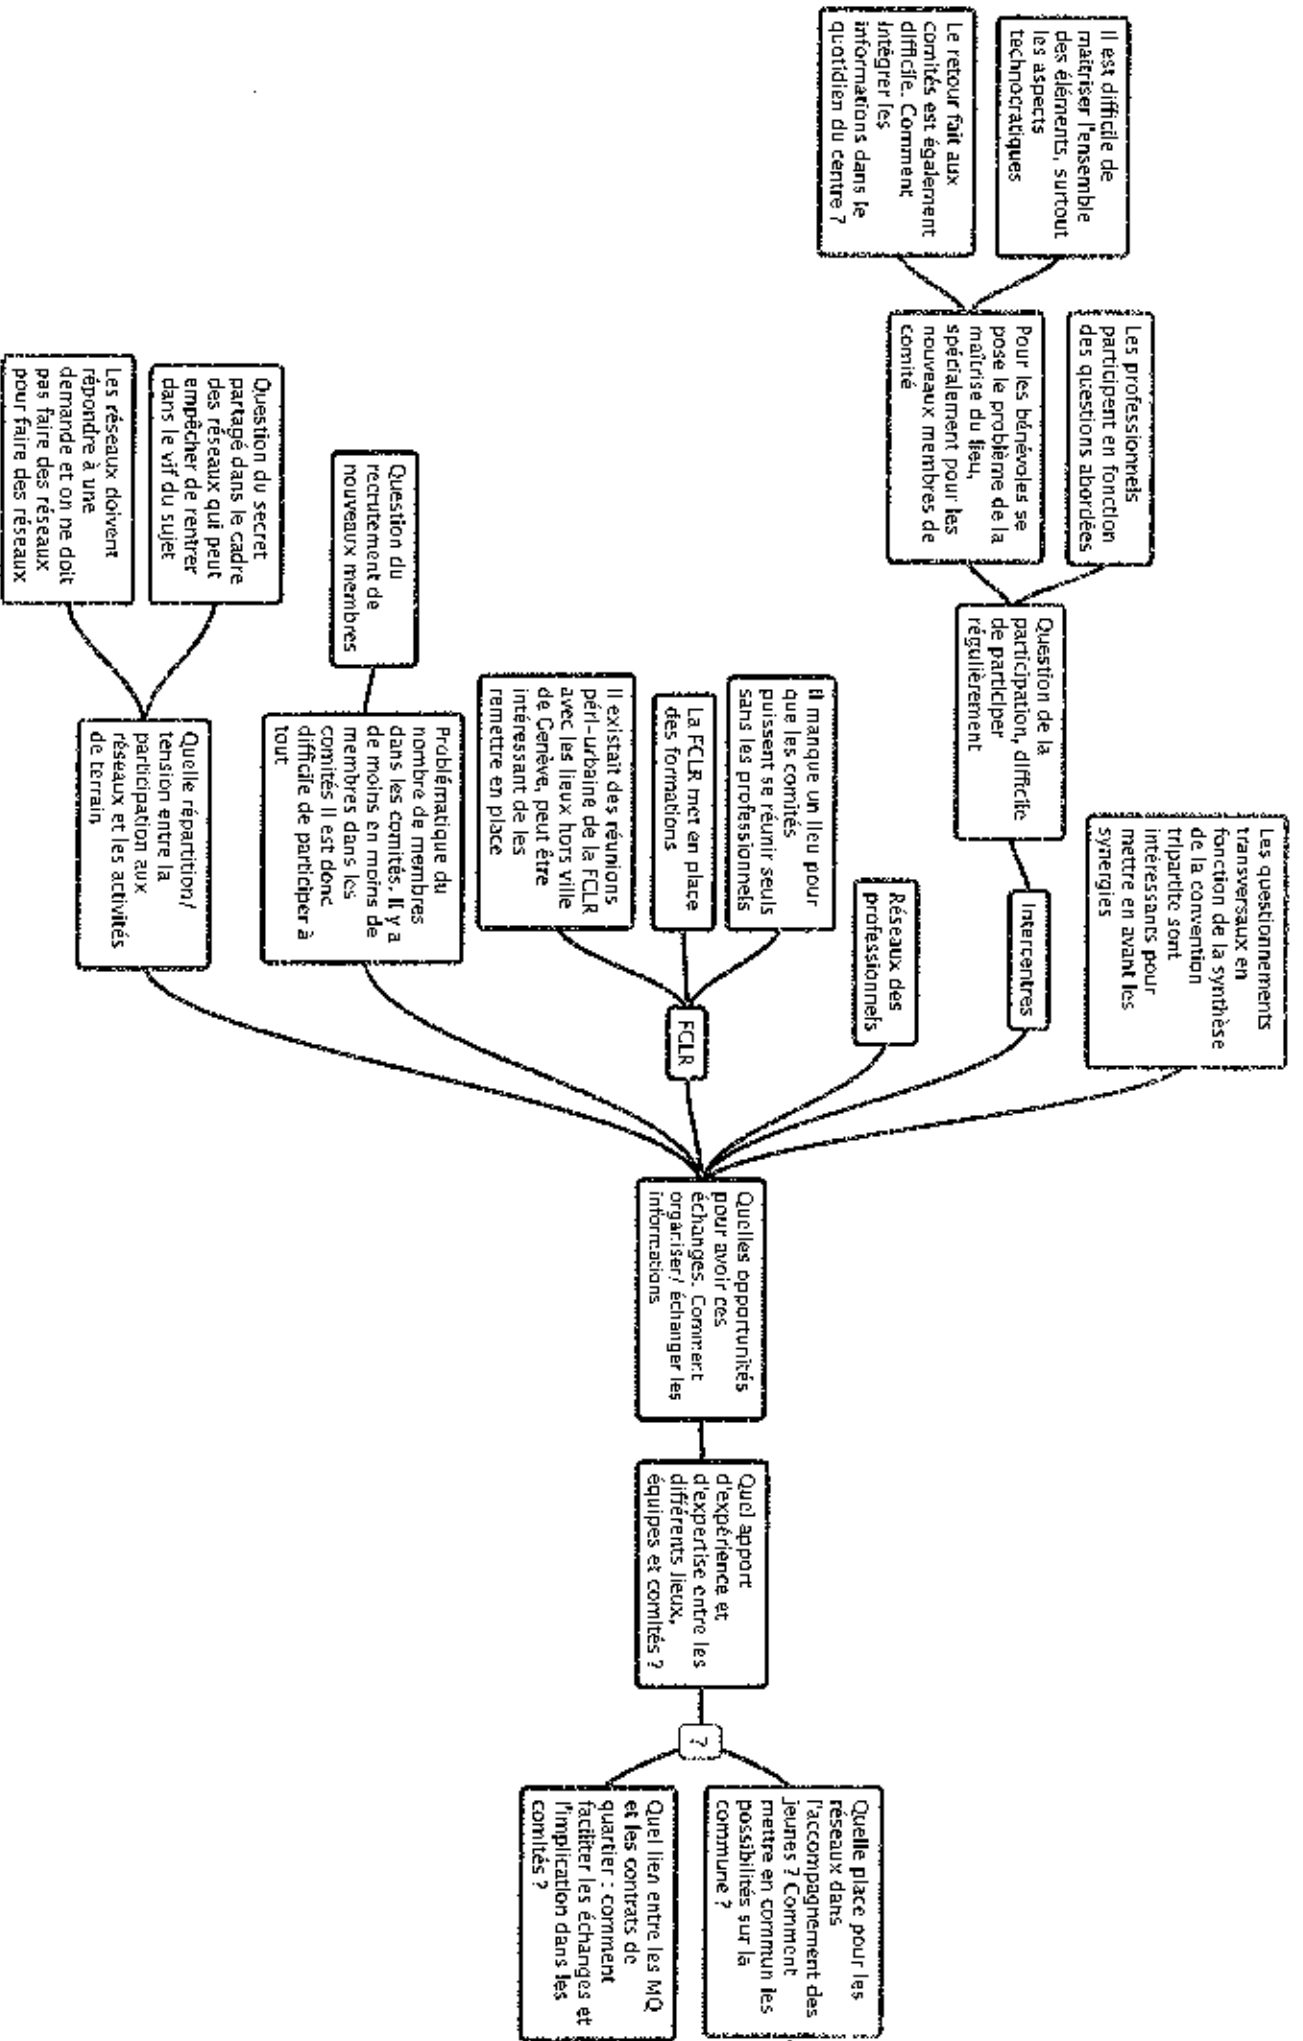 Il est difficile de
maîtriser l'ensemble
des éléments, surtout
les aspects
technocratiques
Le retour fait aux
comités est également
difficile. Comment
intégrer les
informations dans le
quotidien du centre ?
Les professionnels
participent en fonction
des questions abordées
Pour les bénévoles se
pose le problème de la
maîtrise du lieu,
spécialement pour les
nouveaux membres de
comité
Question de la
participation, difficile
de participer
régulièrement
Intercentres
Les questionnements
transversaux en
fonction de la synthèse
de la convention
tripartite sont
intéressants pour
mettre en avant les
synergies
Réseaux des
professionnels
Il manque un lieu pour
que les comités
puissent se réunir seuls
sans les professionnels
La FCLR met en place
des formations
Il existait des réunions
péri-urbaine de la FCLR
avec les lieux hors ville
de Genève, peut être
intéressant de les
remettre en place
FCLR
Question du
recrutement de
nouveaux membres
Problématique du
nombre de membres
dans les comités. Il y a
de moins en moins de
membres dans les
comités il est donc
difficile de participer à
tout
Question du secret
partagé dans le cadre
des réseaux qui peut
empêcher de rentrer
dans le vif du sujet
Les réseaux doivent
répondre à une
demande et on ne doit
pas faire des réseaux
pour faire des réseaux
Quelle répartition/
tension entre la
participation aux
réseaux et les activités
de terrain,
Quelles opportunités
pour avoir ces
échanges. Comment
organiser/ échanger les
informations
Quel apport
d'expérience et
d'expertise entre les
différents lieux,
équipes et comités ?
?
Quelle place pour les
réseaux dans
l'accompagnement des
jeunes ? Comment
mettre en commun les
possibilités sur la
commune ?
Quel lien entre les MQ
et les contrats de
quartier : comment
faciliter les échanges et
l'implication dans les
comités ?